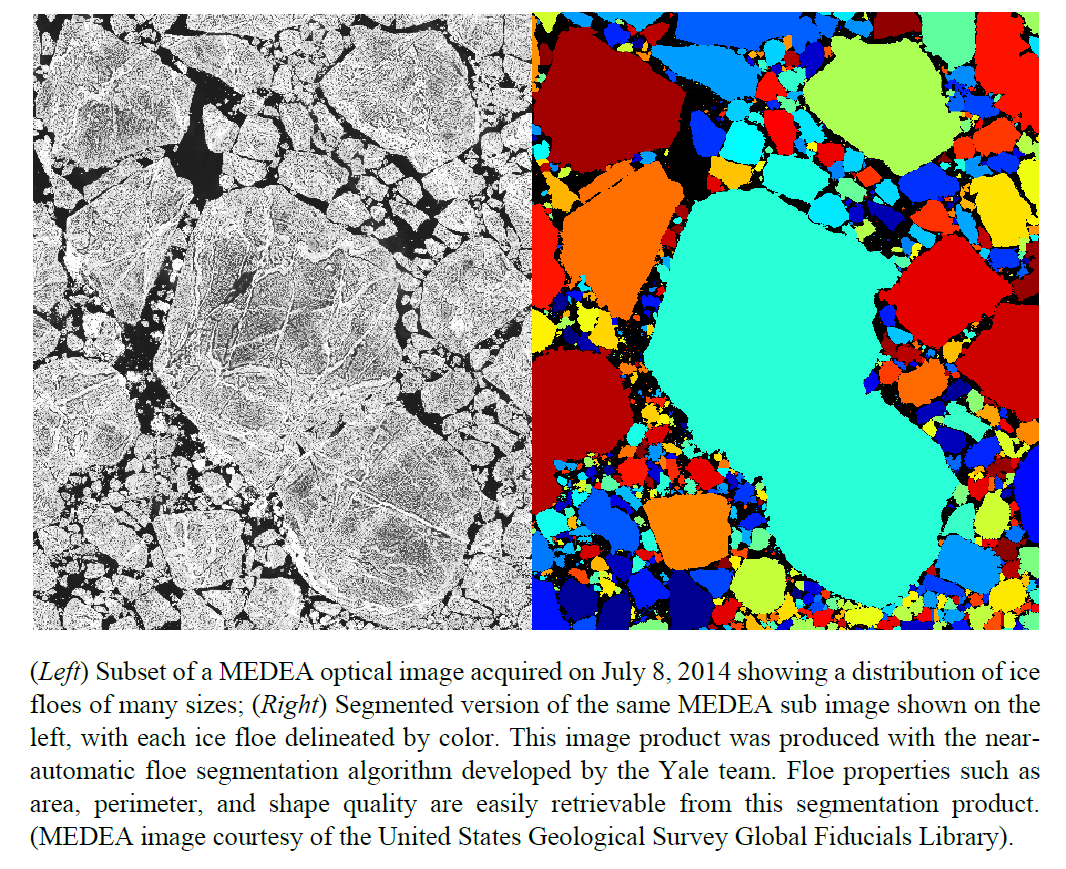 (Left) Subset of a MEDEA optical image acquired on July 8, 2014 showing a distribution of ice
floes of many sizes; (Right) Segmented version of the same MEDEA sub image shown on the
left, with each ice floe delineated by color. This image product was produced with the near-
automatic floe segmentation algorithm developed by the Yale team. Floe properties such as
area, perimeter, and shape quality are easily retrievable from this segmentation product.
(MEDEA image courtesy of the United States Geological Survey Global Fiducials Library).